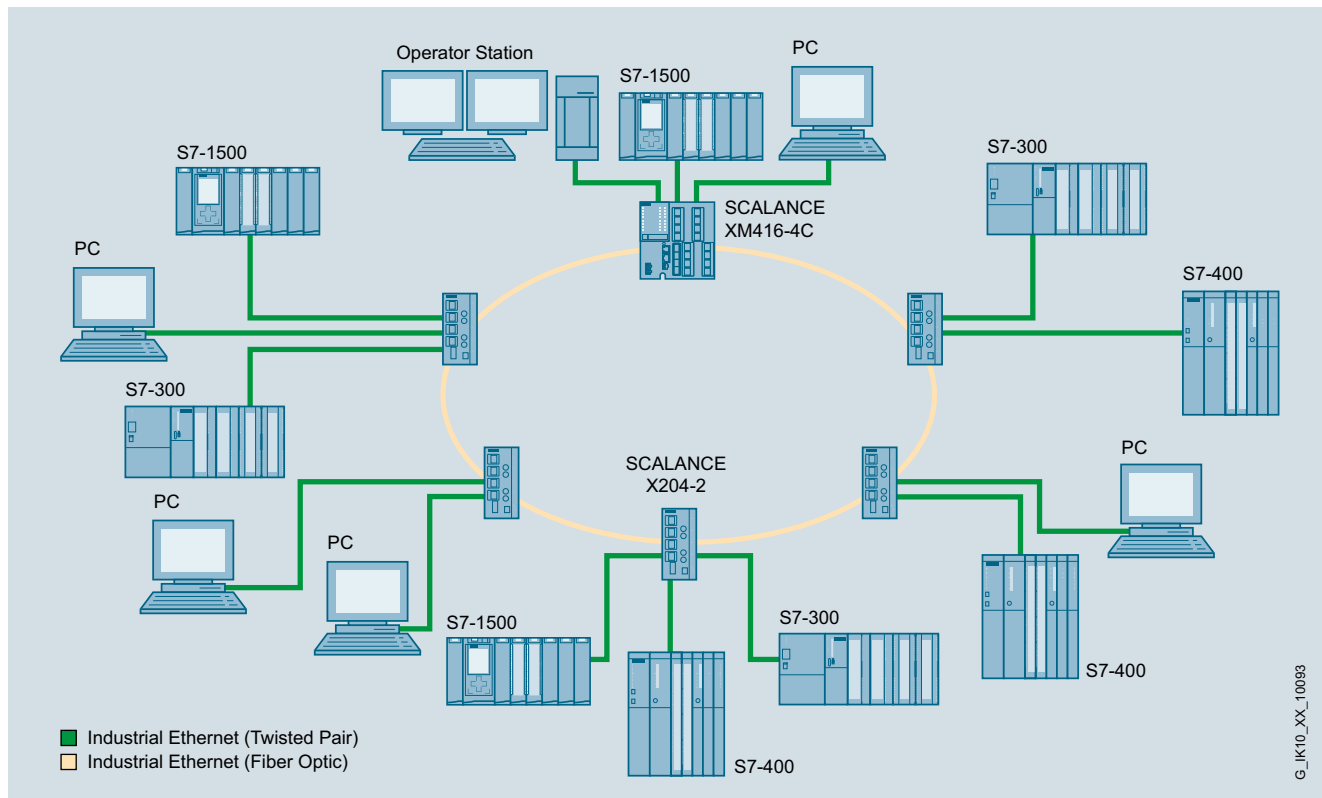 Operator Station
PC
S7-1500
S7-1500
S7-300
SCALANCE
XM416-4C
PC
S7-400
S7-300
SCALANCE
X204-2
PC
PC
PC
S7-1500
S7-300
S7-400
S7-400
Industrial Ethernet (Twisted Pair)
Industrial Ethernet (Fiber Optic)
G_IK10_XX_10093